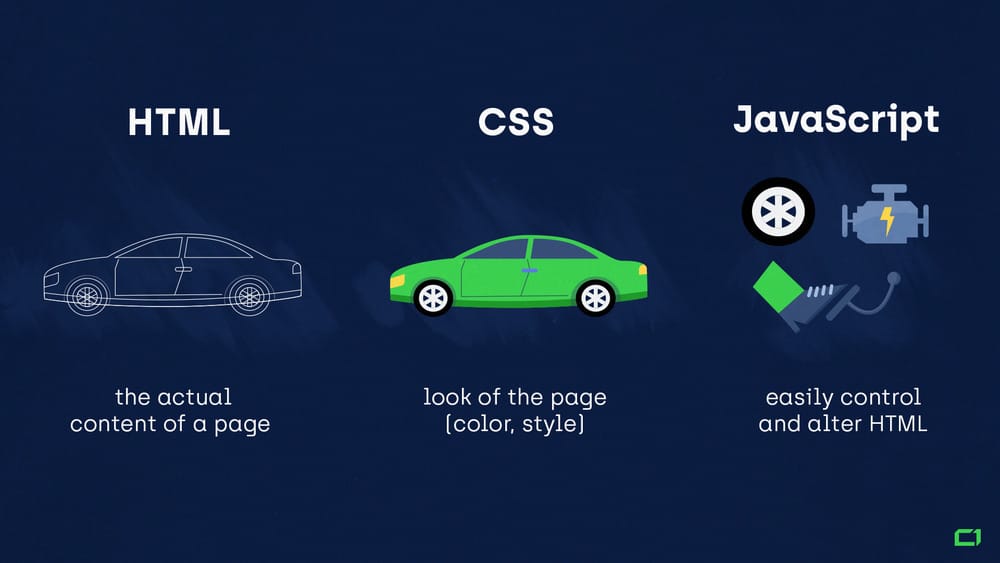 HTML
the actual
content of a page
CSS
look of the page
(color, style)
JavaScript
easily control
and alter HTML